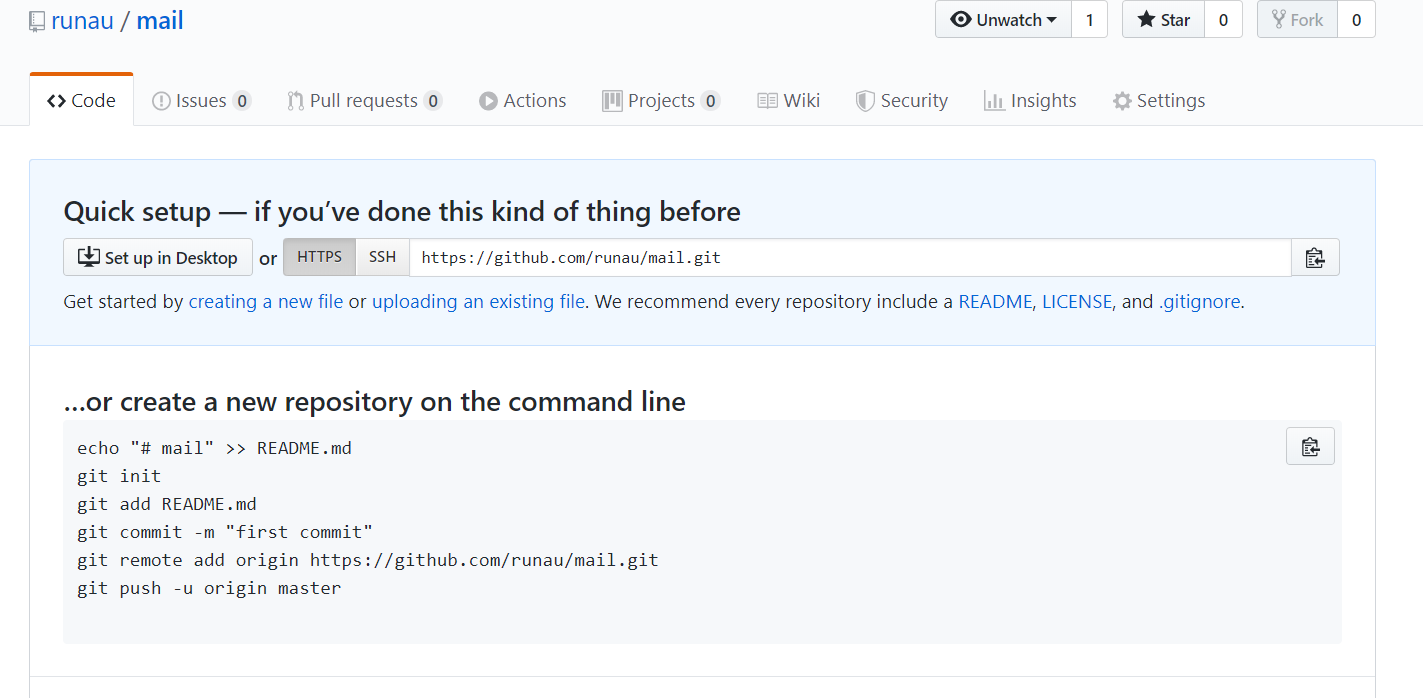 runau / mail
Unwatch 1 Star 0 Fork 0
Code Issues 0 Pull requests 0 Actions Projects 0 Wiki Security Insights Settings
Quick setup — if you’ve done this kind of thing before
Set up in Desktop or HTTPS SSH https://github.com/runau/mail.git
Get started by creating a new file or uploading an existing file. We recommend every repository include a README, LICENSE, and .gitignore.
…or create a new repository on the command line
echo "# mail" >> README.md
git init
git add README.md
git commit -m "first commit"
git remote add origin https://github.com/runau/mail.git
git push -u origin master